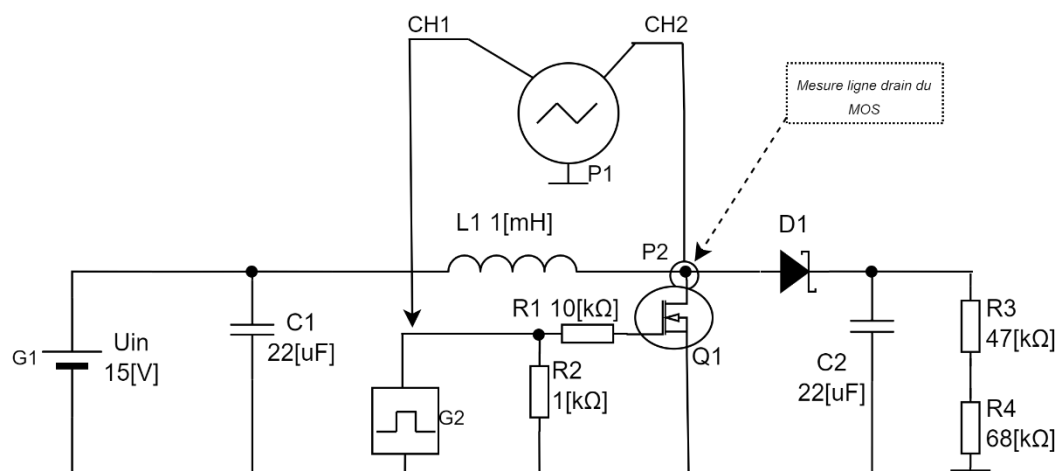 CH1
CH2
Mesure ligne drain du
MOS
P1
L1 1[mH]
P2
D1
R1 10[kΩ]
C1
22[uF]
G1
Uin
15[V]
R2
1[kΩ]
G2
Q1
C2
22[uF]
R3
47[kΩ]
R4
68[kΩ]